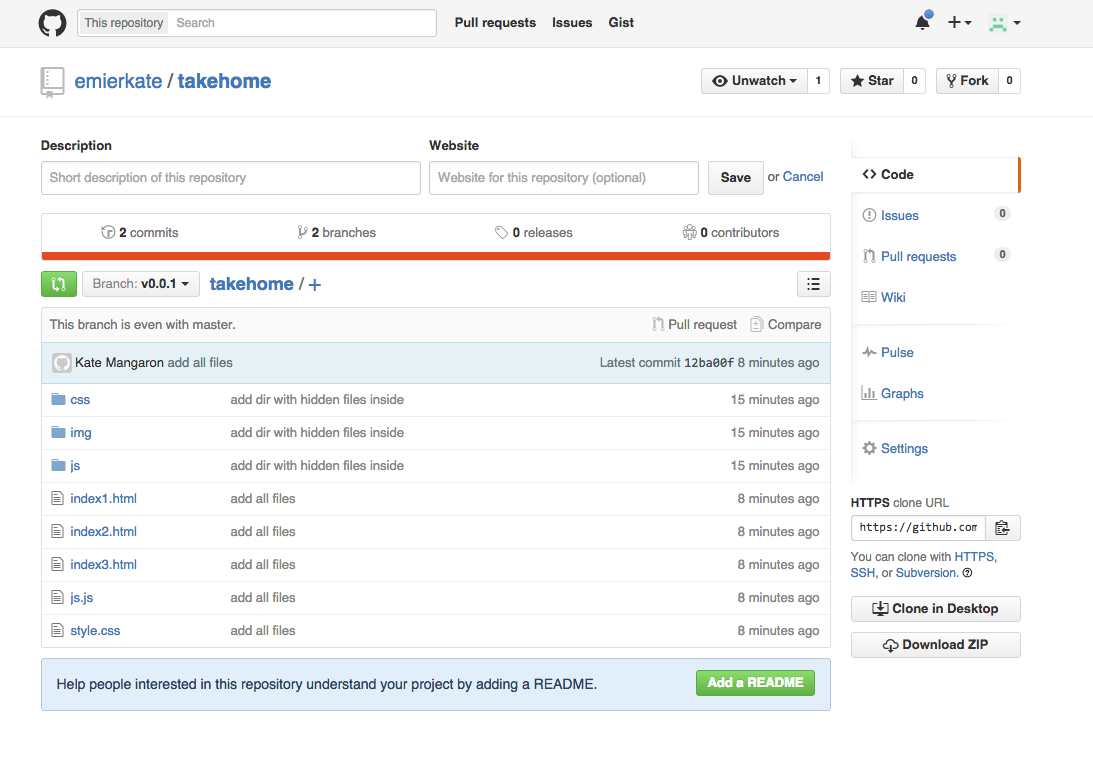 This repository Search Pull requests Issues Gist
emierkate / takehome Unwatch 1 Star 0 Fork 0
Description Website
Short description of this repository Website for this repository (optional) Save or Cancel
2 commits 2 branches 0 releases 0 contributors
Branch: v0.0.1 takehome / +
This branch is even with master. Pull request Compare
Kate Mangaron add all files Latest commit 12ba00f 8 minutes ago
css add dir with hidden files inside 15 minutes ago
img add dir with hidden files inside 15 minutes ago
js add dir with hidden files inside 15 minutes ago
index1.html add all files 8 minutes ago
index2.html add all files 8 minutes ago
index3.html add all files 8 minutes ago
js.js add all files 8 minutes ago
style.css add all files 8 minutes ago
Help people interested in this repository understand your project by adding a README. Add a README
Code
Issues 0
Pull requests 0
Wiki
Pulse
Graphs
Settings
HTTPS clone URL
https://github.com
You can clone with HTTPS,
SSH, or Subversion.
Clone in Desktop
Download ZIP